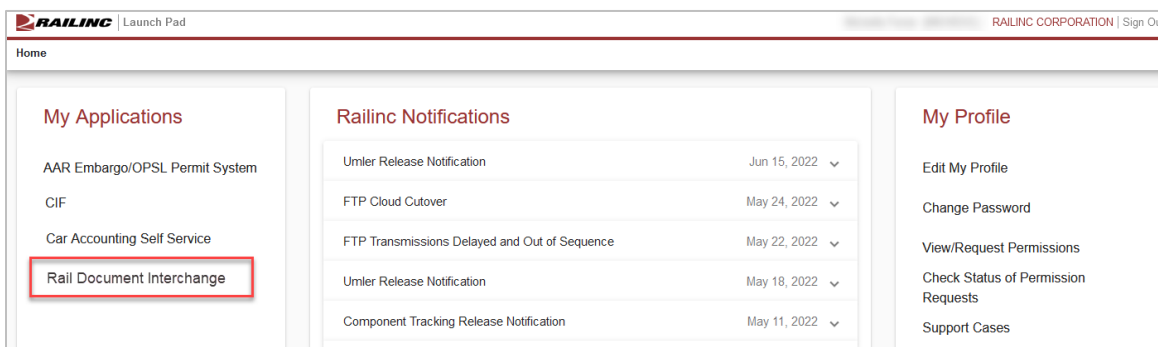 RAILINC Launch Pad
RAILINC CORPORATION | Sign Ou
Home
My Applications
AAR Embargo/OPSL Permit System
CIF
Car Accounting Self Service
Rail Document Interchange
Railinc Notifications
Umler Release Notification Jun 15, 2022
FTP Cloud Cutover May 24, 2022
FTP Transmissions Delayed and Out of Sequence May 22, 2022
Umler Release Notification May 18, 2022
Component Tracking Release Notification May 11, 2022
My Profile
Edit My Profile
Change Password
View/Request Permissions
Check Status of Permission
Requests
Support Cases